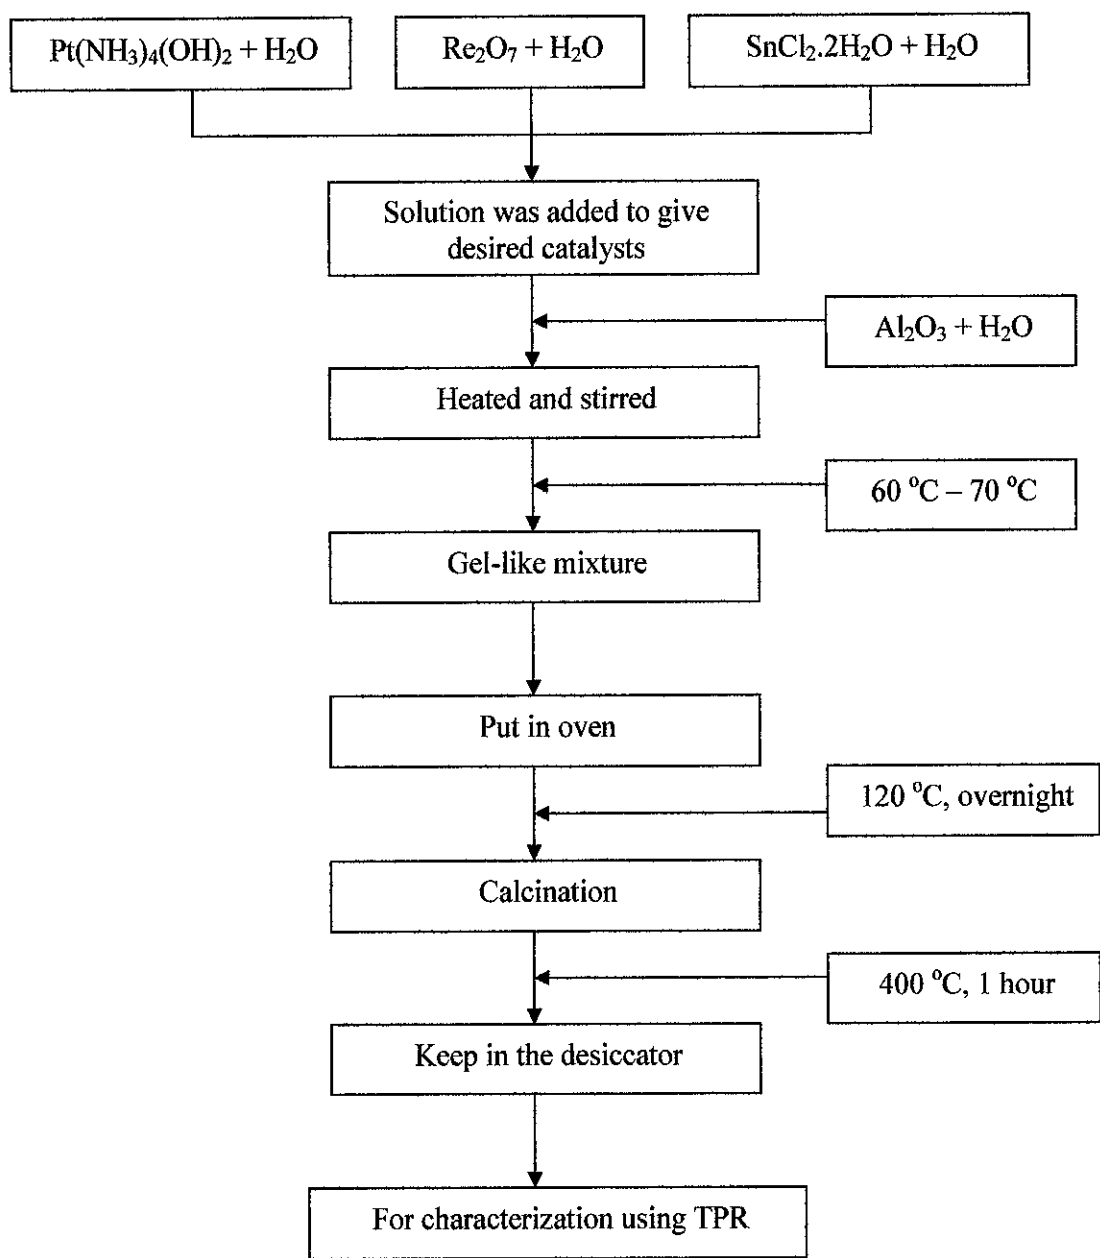 Pt(NH₃)₄(OH)₂ + H₂O
Re₂O₇ + H₂O
SnCl₂.2H₂O + H₂O
Solution was added to give
desired catalysts
Al₂O₃ + H₂O
Heated and stirred
60 °C – 70 °C
Gel-like mixture
Put in oven
120 °C, overnight
Calcination
400 °C, 1 hour
Keep in the desiccator
For characterization using TPR